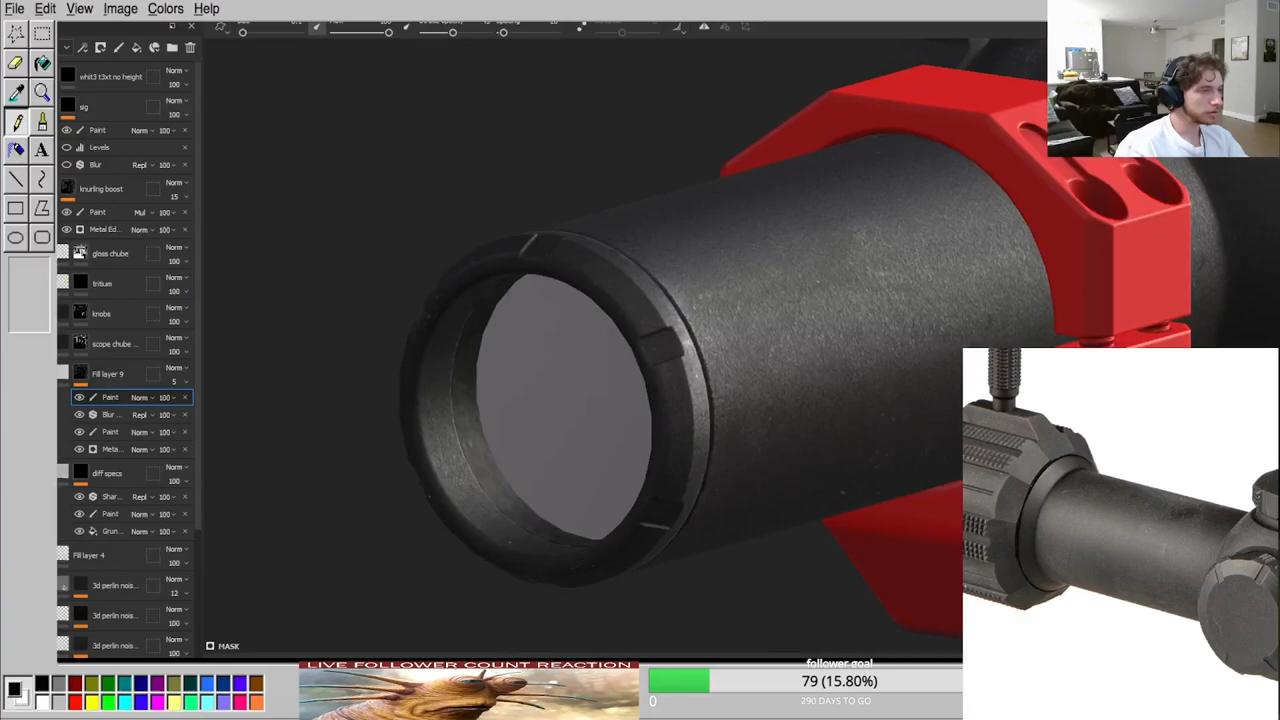 File Edit View Image Colors Help
whit3 t3xt no height Norm 100
sig Norm 100
Paint Norm 100
Levels
Blur Repl 100
knurling boost Norm 15
Paint Mul 100
Metal Ed... Norm 100
gloss chube Norm 100
tritium Norm 100
knobs Norm 100
scope chube ... Norm 100
Fill layer 9 Norm 5
Paint Norm 100
Blur ... Repl 100
Paint Norm 100
Meta... Norm 100
diff specs Norm 100
Shar... Repl 100
Paint Norm 100
Grun... Norm 100
Fill layer 4 Norm 100
3d perlin nois... Norm 12
3d perlin nois... Norm 100
3d perlin nois... Norm 100
MASK
LIVE FOLLOWER COUNT REACTION
follower goal
79 (15.80%)
0
290 DAYS TO GO